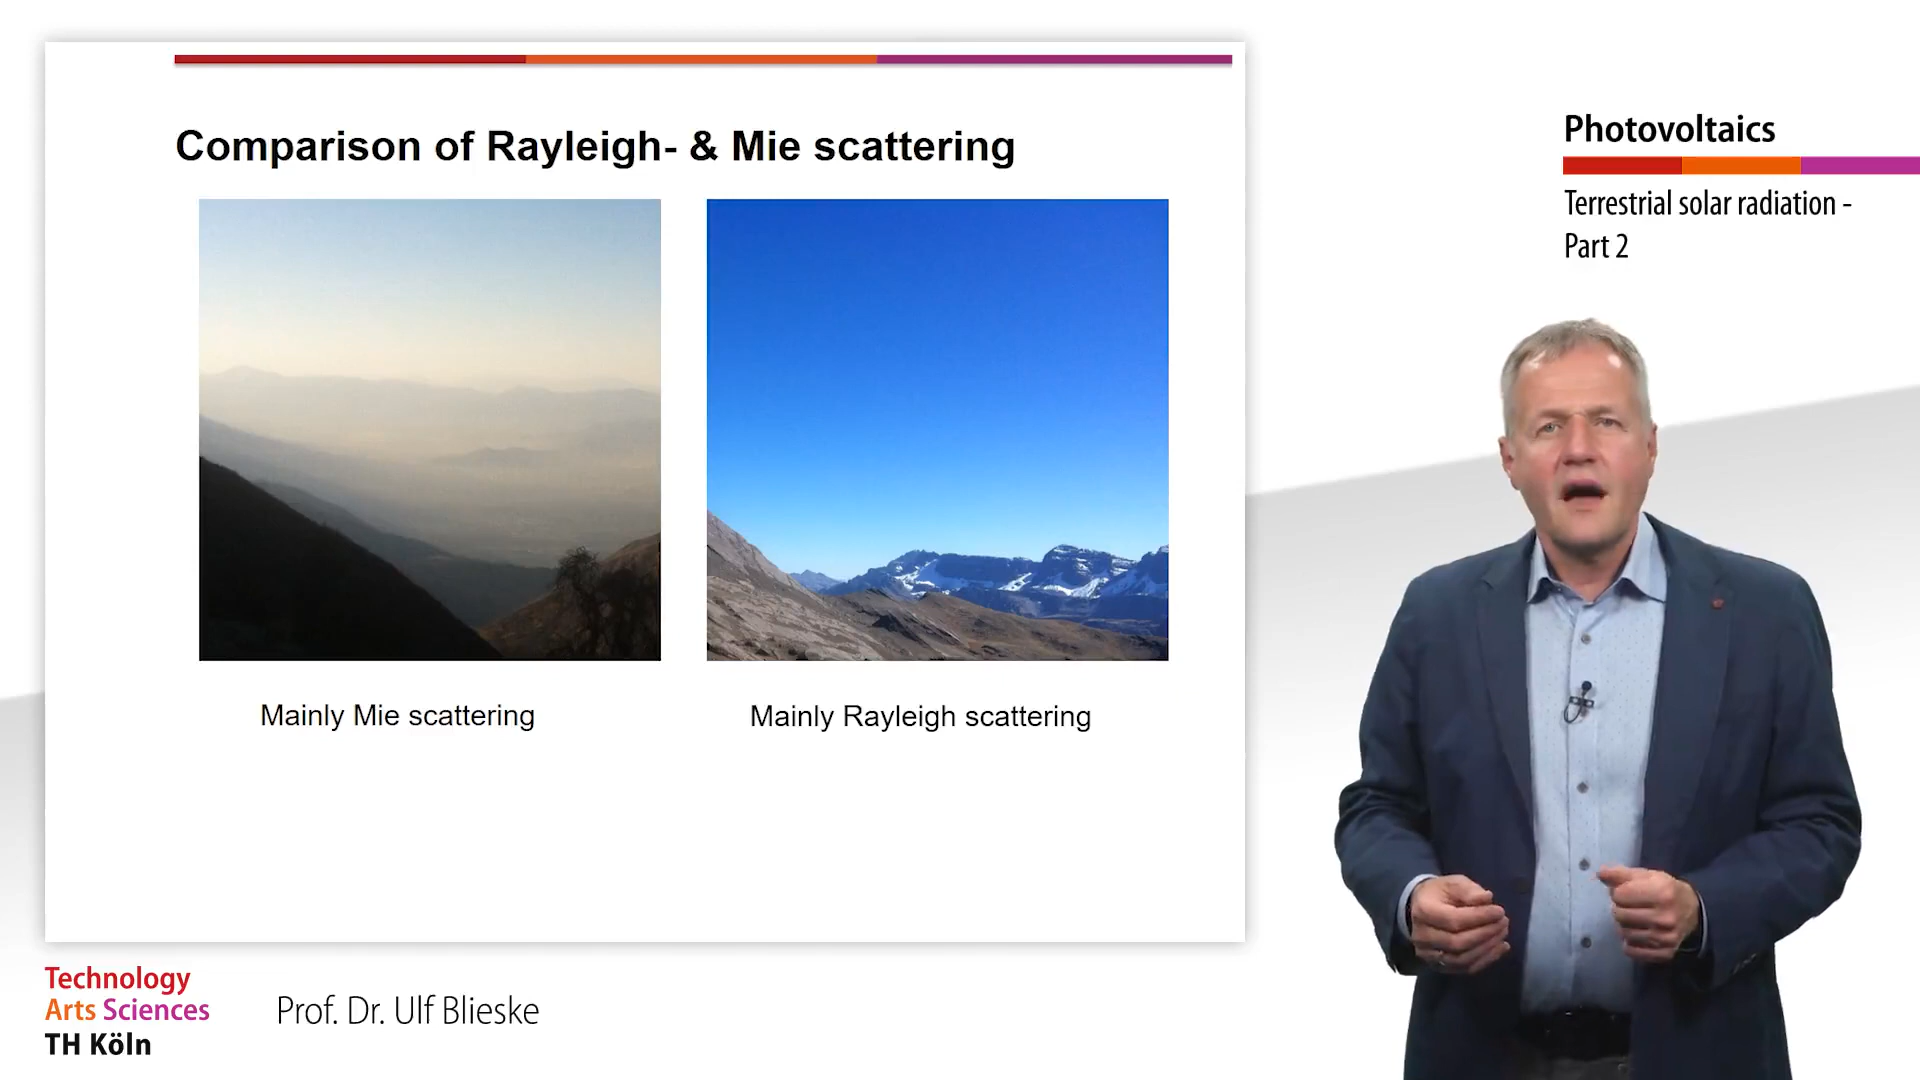 Comparison of Rayleigh- & Mie scattering
Mainly Mie scattering
Mainly Rayleigh scattering
Photovoltaics
Terrestrial solar radiation -
Part 2
Technology
Arts Sciences
TH Köln
Prof. Dr. Ulf Blieske